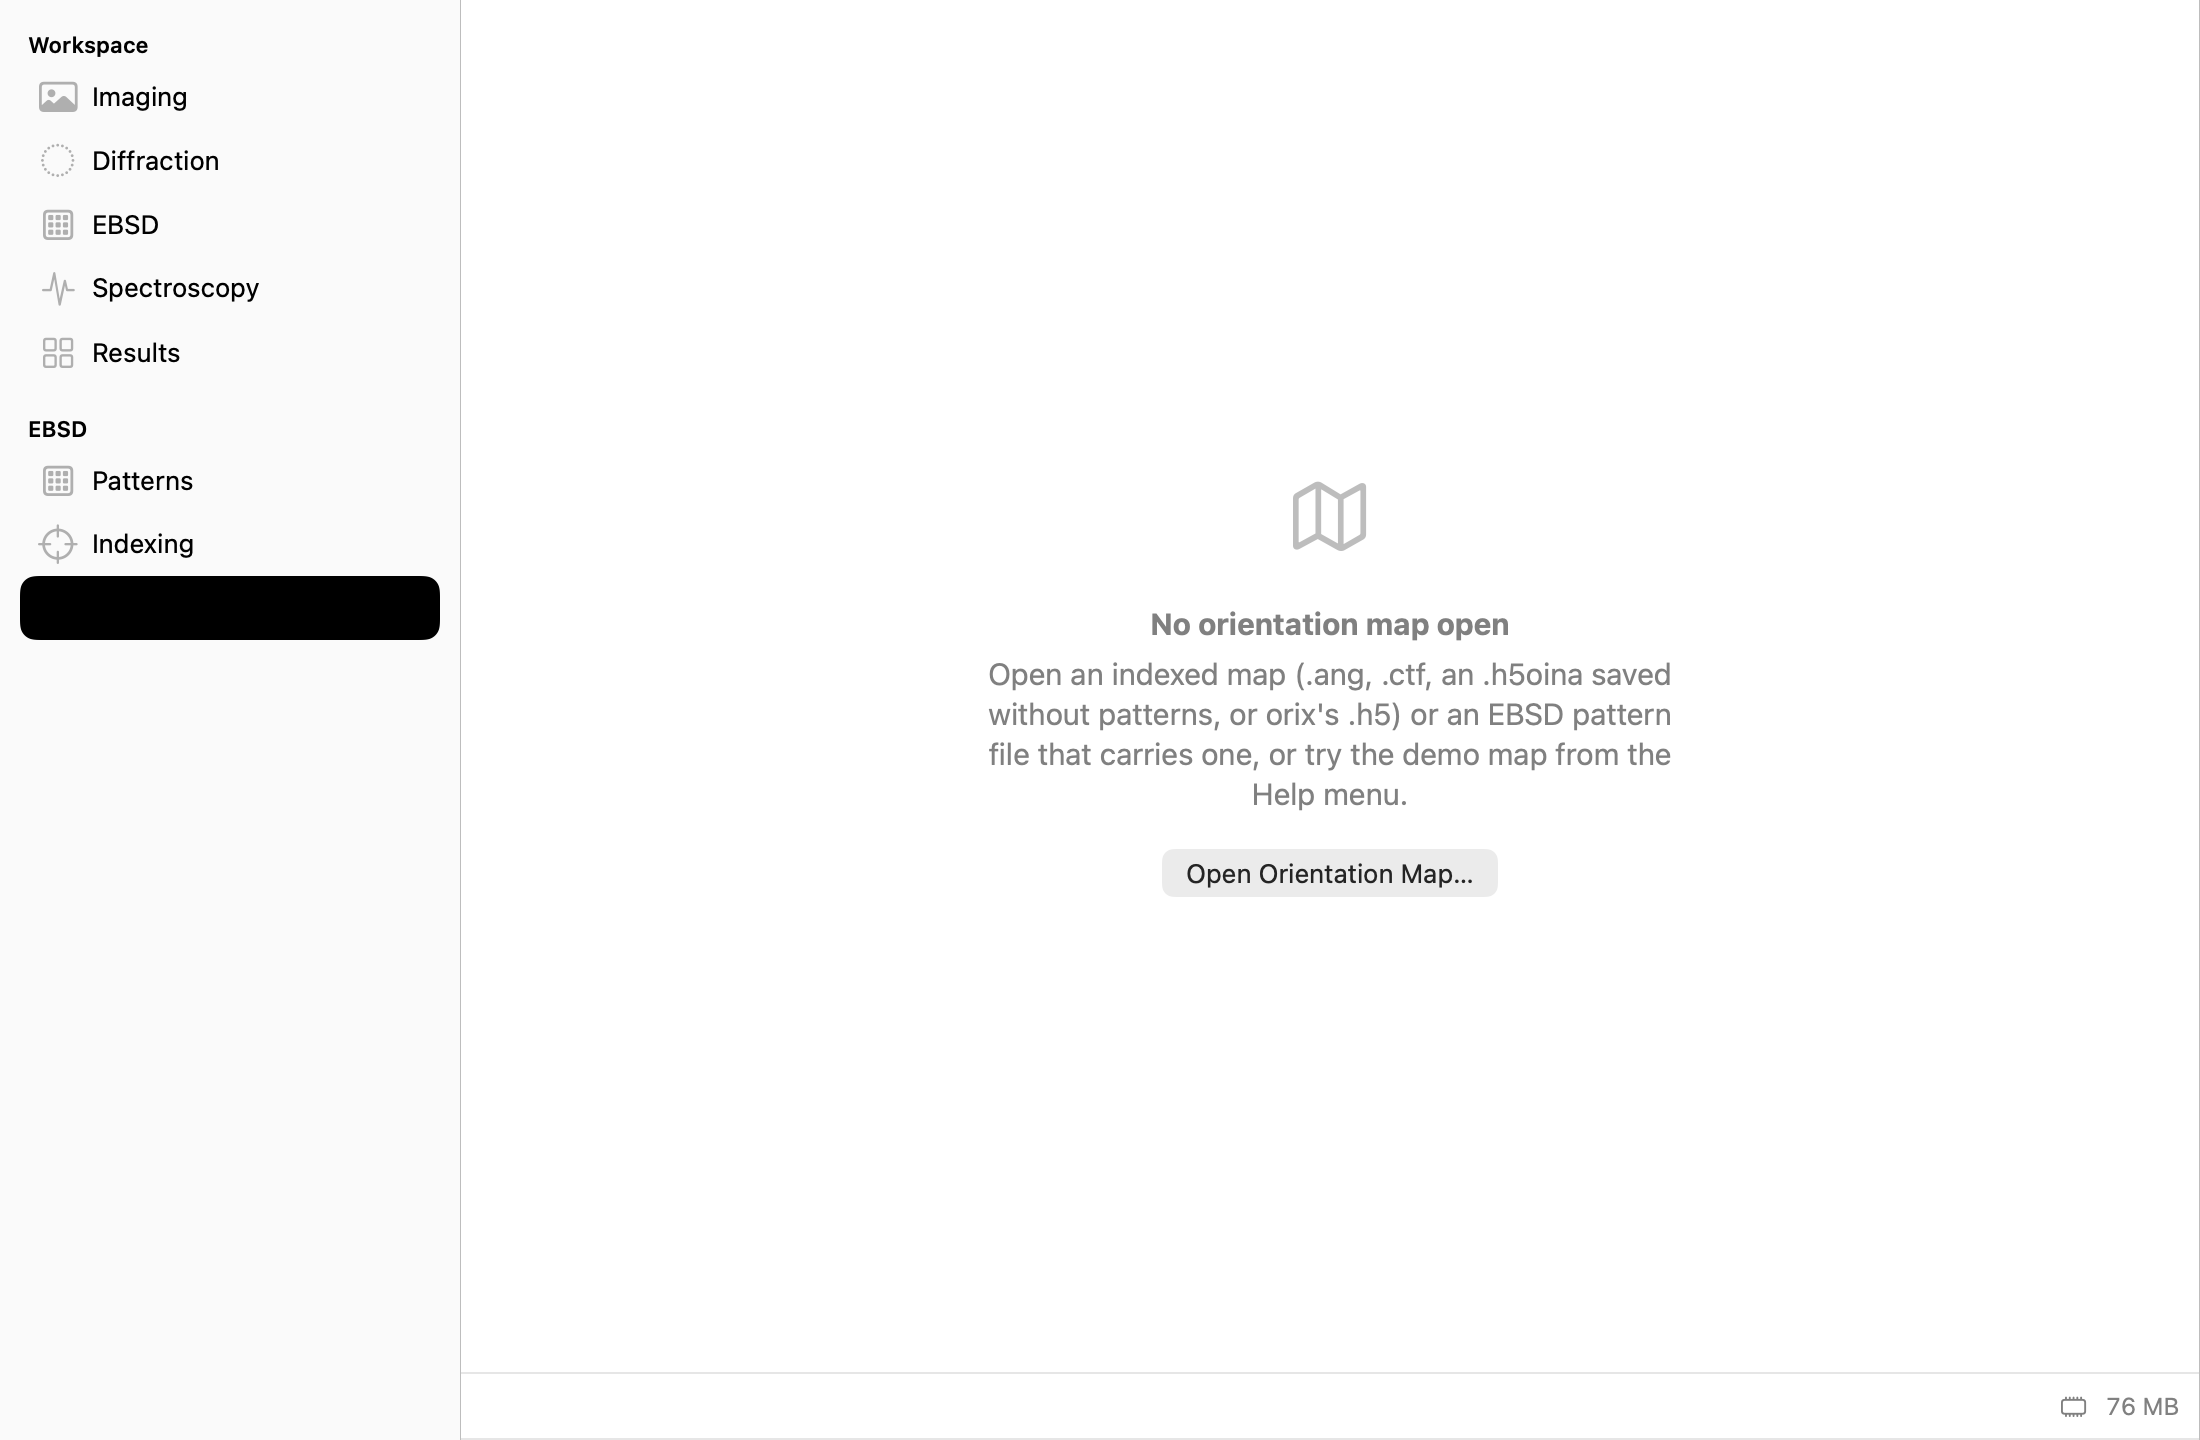 Workspace
Imaging
Diffraction
EBSD
Spectroscopy
Results
EBSD
Patterns
Indexing
No orientation map open
Open an indexed map (.ang, .ctf, an .h5oina saved
without patterns, or orix's .h5) or an EBSD pattern
file that carries one, or try the demo map from the
Help menu.
Open Orientation Map...
76 MB